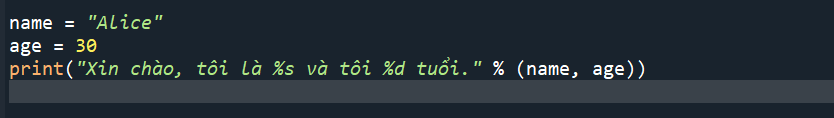 name = "Alice"
age = 30
print("Xin chào, tôi là %s và tôi %d tuổi." % (name, age))